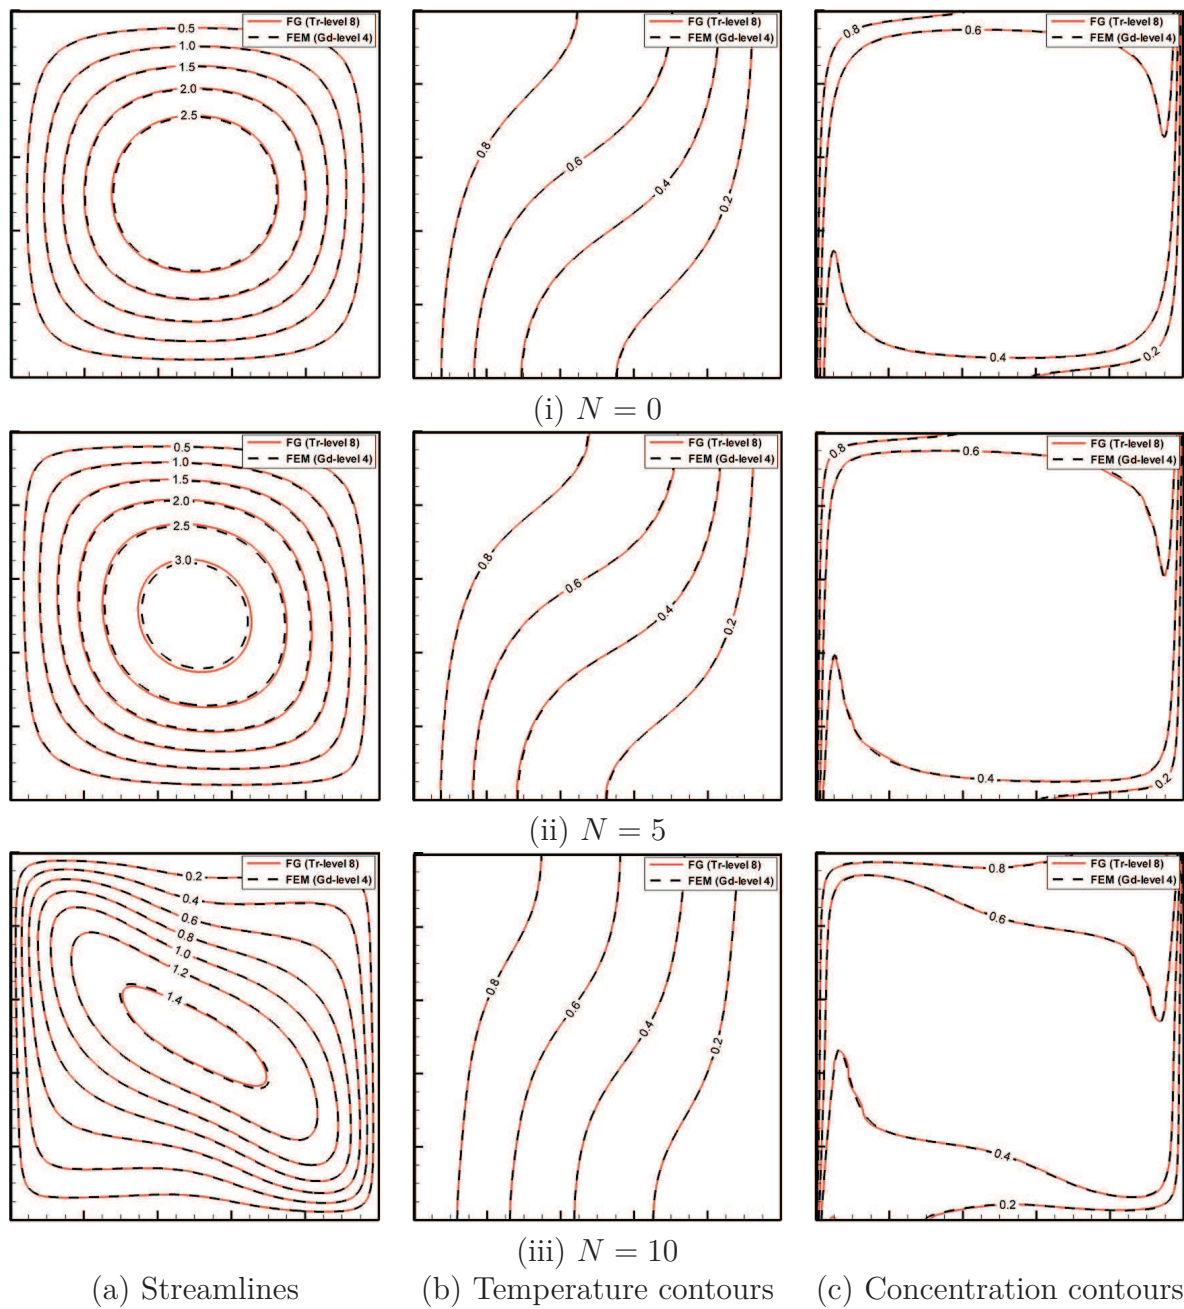 FG (Tr-level 8)
FEM (Gd-level 4)
0.5
1.0
1.5
2.0
2.5
FG (Tr-level 8)
FEM (Gd-level 4)
0.8
0.6
0.4
0.2
FG (Tr-level 8)
FEM (Gd-level 4)
0.8
0.6
0.4
0.2
(i) N = 0
FG (Tr-level 8)
FEM (Gd-level 4)
0.5
1.0
1.5
2.0
2.5
3.0
FG (Tr-level 8)
FEM (Gd-level 4)
0.8
0.6
0.4
0.2
FG (Tr-level 8)
FEM (Gd-level 4)
0.8
0.6
0.4
0.2
(ii) N = 5
FG (Tr-level 8)
FEM (Gd-level 4)
0.2
0.4
0.6
0.8
1.0
1.2
1.4
FG (Tr-level 8)
FEM (Gd-level 4)
0.8
0.6
0.4
0.2
FG (Tr-level 8)
FEM (Gd-level 4)
0.8
0.6
0.4
0.2
(iii) N = 10
(a) Streamlines
(b) Temperature contours
(c) Concentration contours